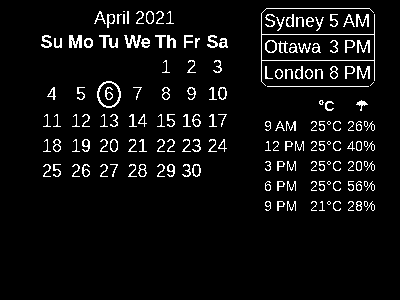 April 2021
Su Mo Tu We Th Fr Sa
1 2 3
4 5 6 7 8 9 10
11 12 13 14 15 16 17
18 19 20 21 22 23 24
25 26 27 28 29 30
Sydney 5 AM
Ottawa 3 PM
London 8 PM
°C ☂
9 AM 25°C 26%
12 PM 25°C 40%
3 PM 25°C 20%
6 PM 25°C 56%
9 PM 21°C 28%